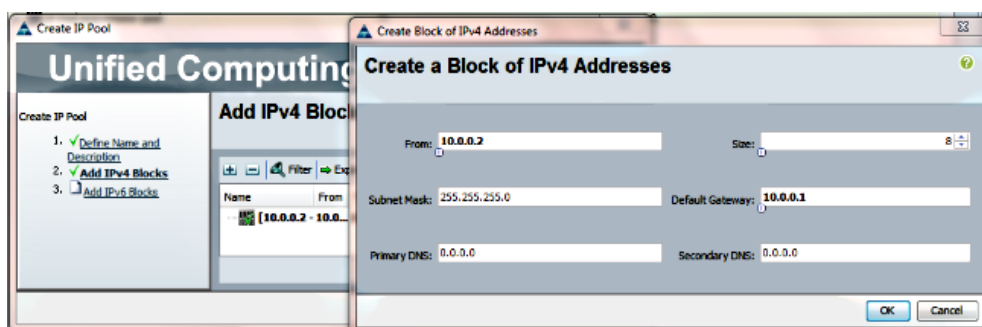 Create IP Pool
Unified Computing
Create IP Pool
1. Define Name and
Description
2. Add IPv4 Blocks
3. Add IPv6 Blocks
Add IPv4 Bloc
Filter
Exp
Name From
[10.0.0.2 - 10.0...
Create Block of IPv4 Addresses
Create a Block of IPv4 Addresses
From: 10.0.0.2 Size: 8
Subnet Mask: 255.255.255.0 Default Gateway: 10.0.0.1
Primary DNS: 0.0.0.0 Secondary DNS: 0.0.0.0
OK Cancel